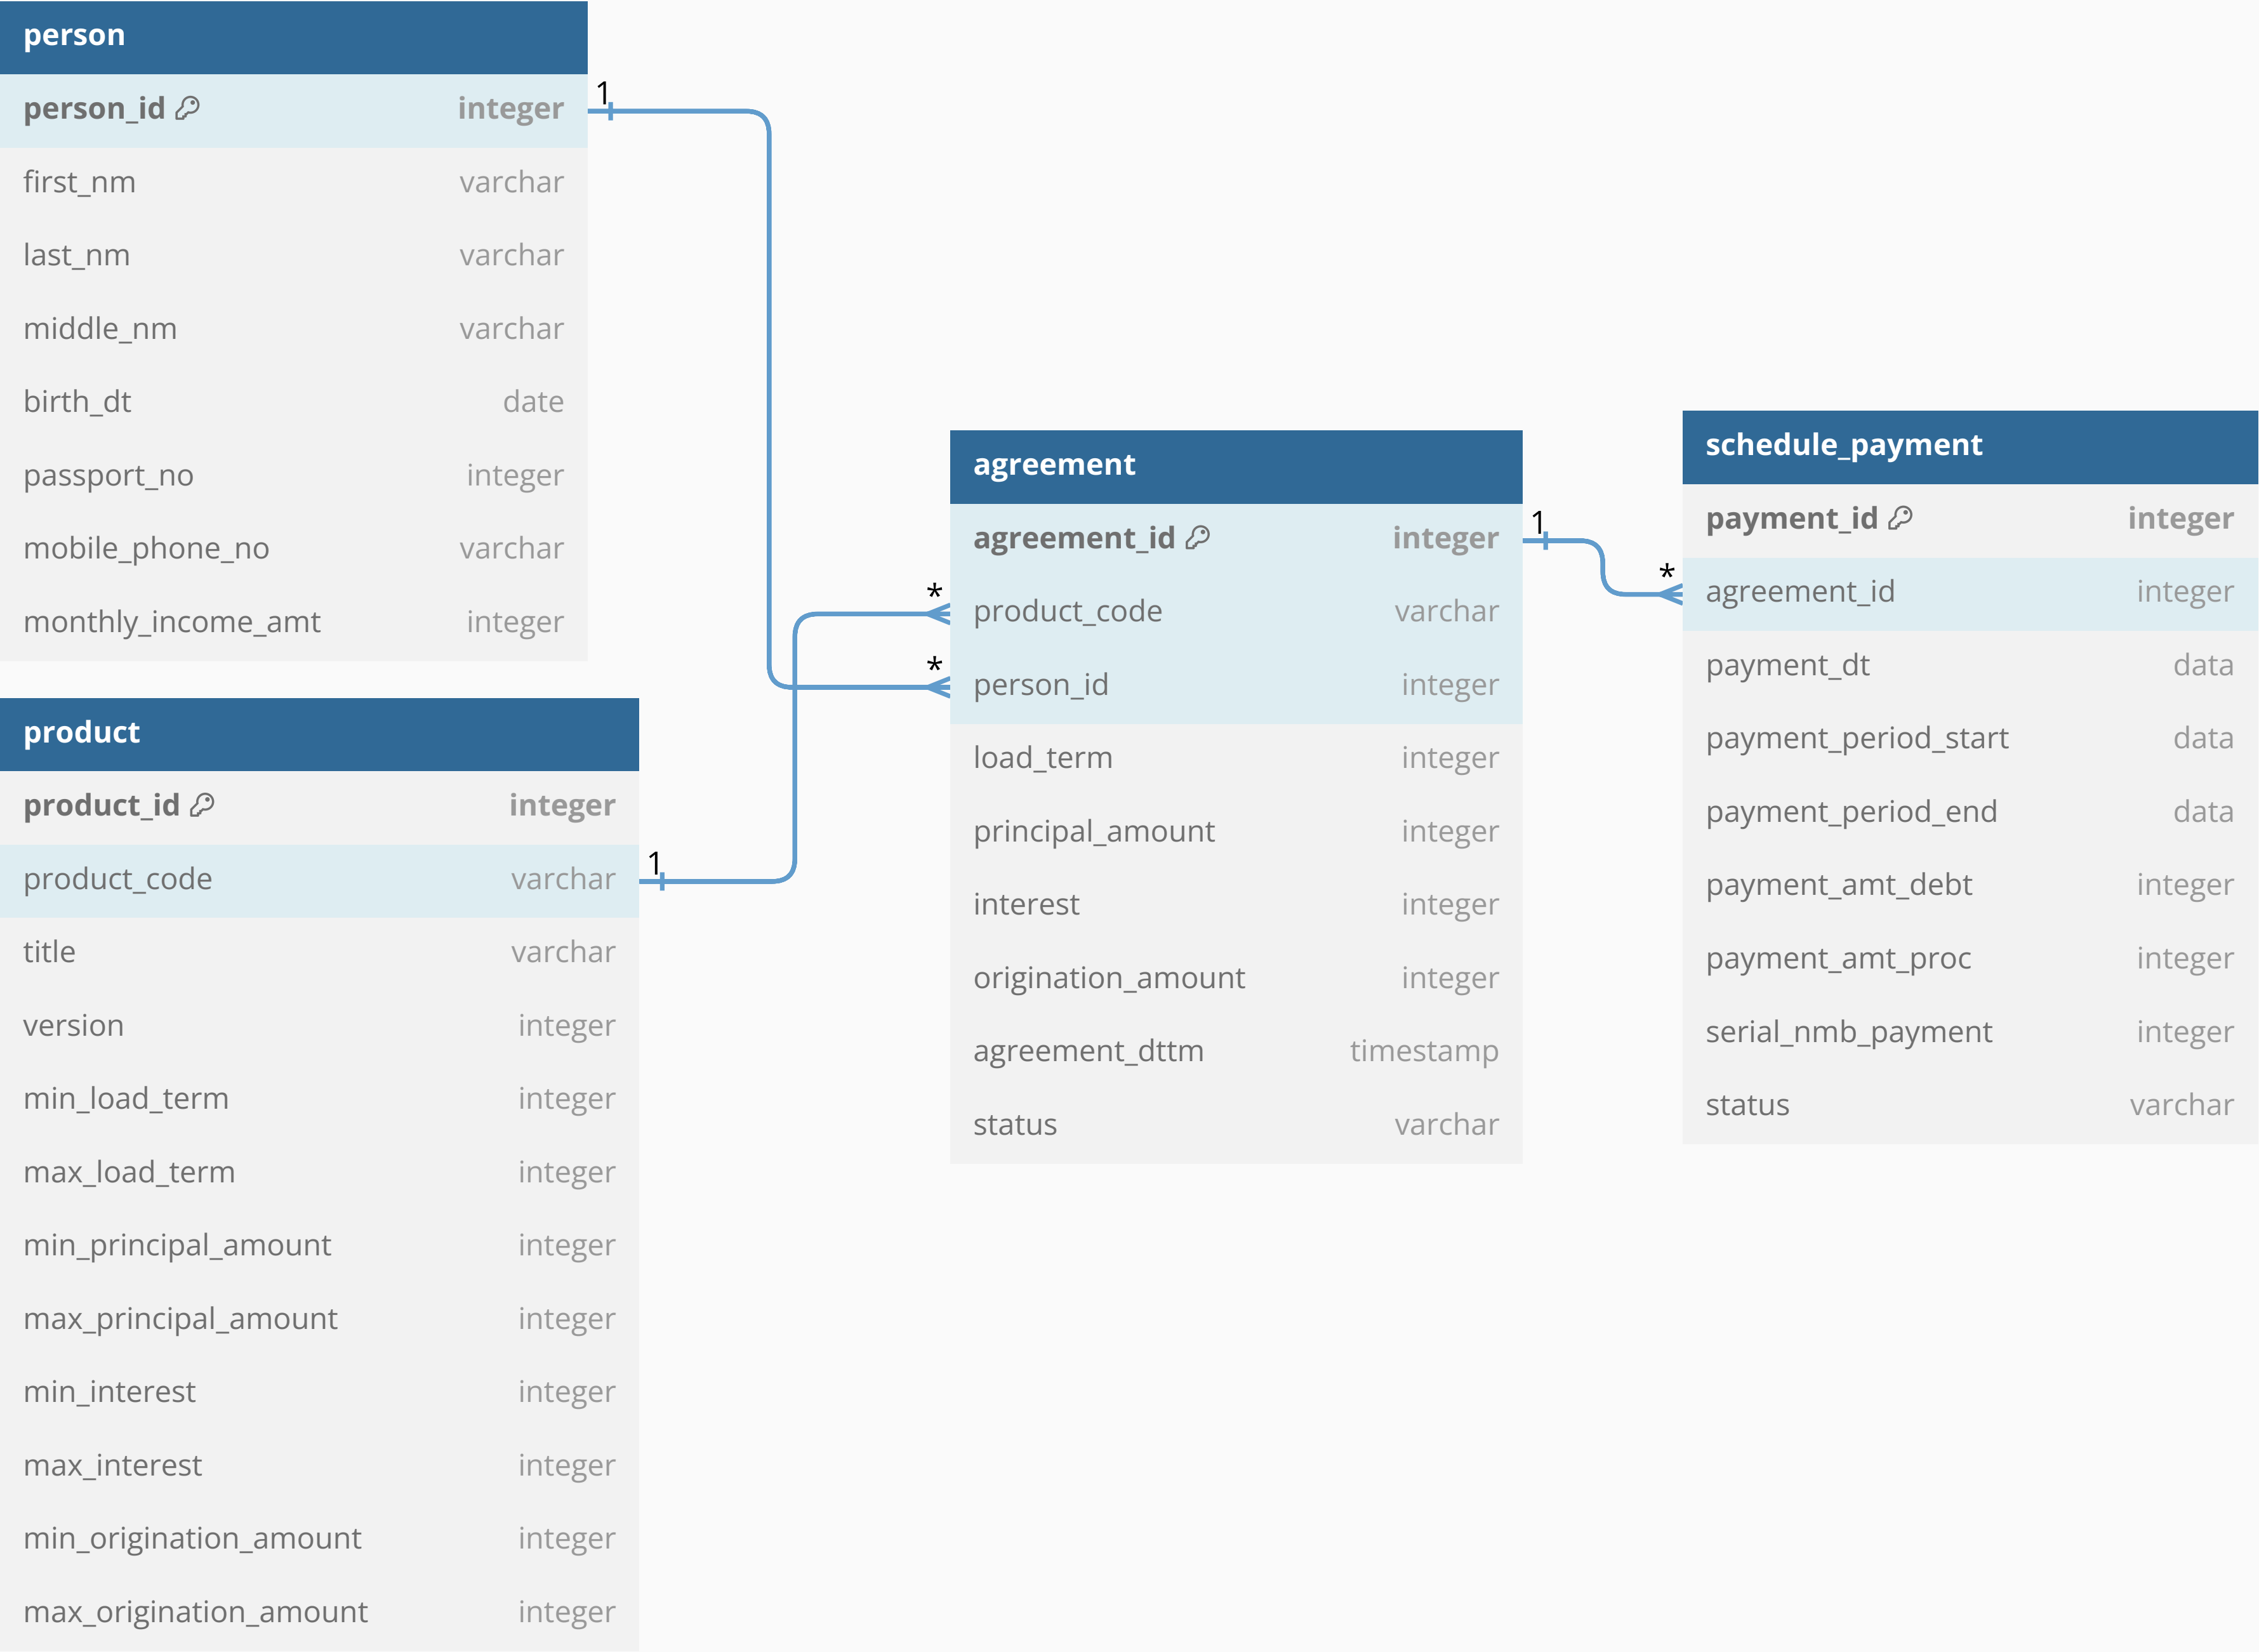 person
person_id integer
first_nm varchar
last_nm varchar
middle_nm varchar
birth_dt date
passport_no integer
mobile_phone_no varchar
monthly_income_amt integer
1
*
product
product_id integer
product_code varchar
title varchar
version integer
min_load_term integer
max_load_term integer
min_principal_amount integer
max_principal_amount integer
min_interest integer
max_interest integer
min_origination_amount integer
max_origination_amount integer
1
*
agreement
agreement_id integer
product_code varchar
person_id integer
load_term integer
principal_amount integer
interest integer
origination_amount integer
agreement_dttm timestamp
status varchar
1
*
schedule_payment
payment_id integer
agreement_id integer
payment_dt data
payment_period_start data
payment_period_end data
payment_amt_debt integer
payment_amt_proc integer
serial_nmb_payment integer
status varchar